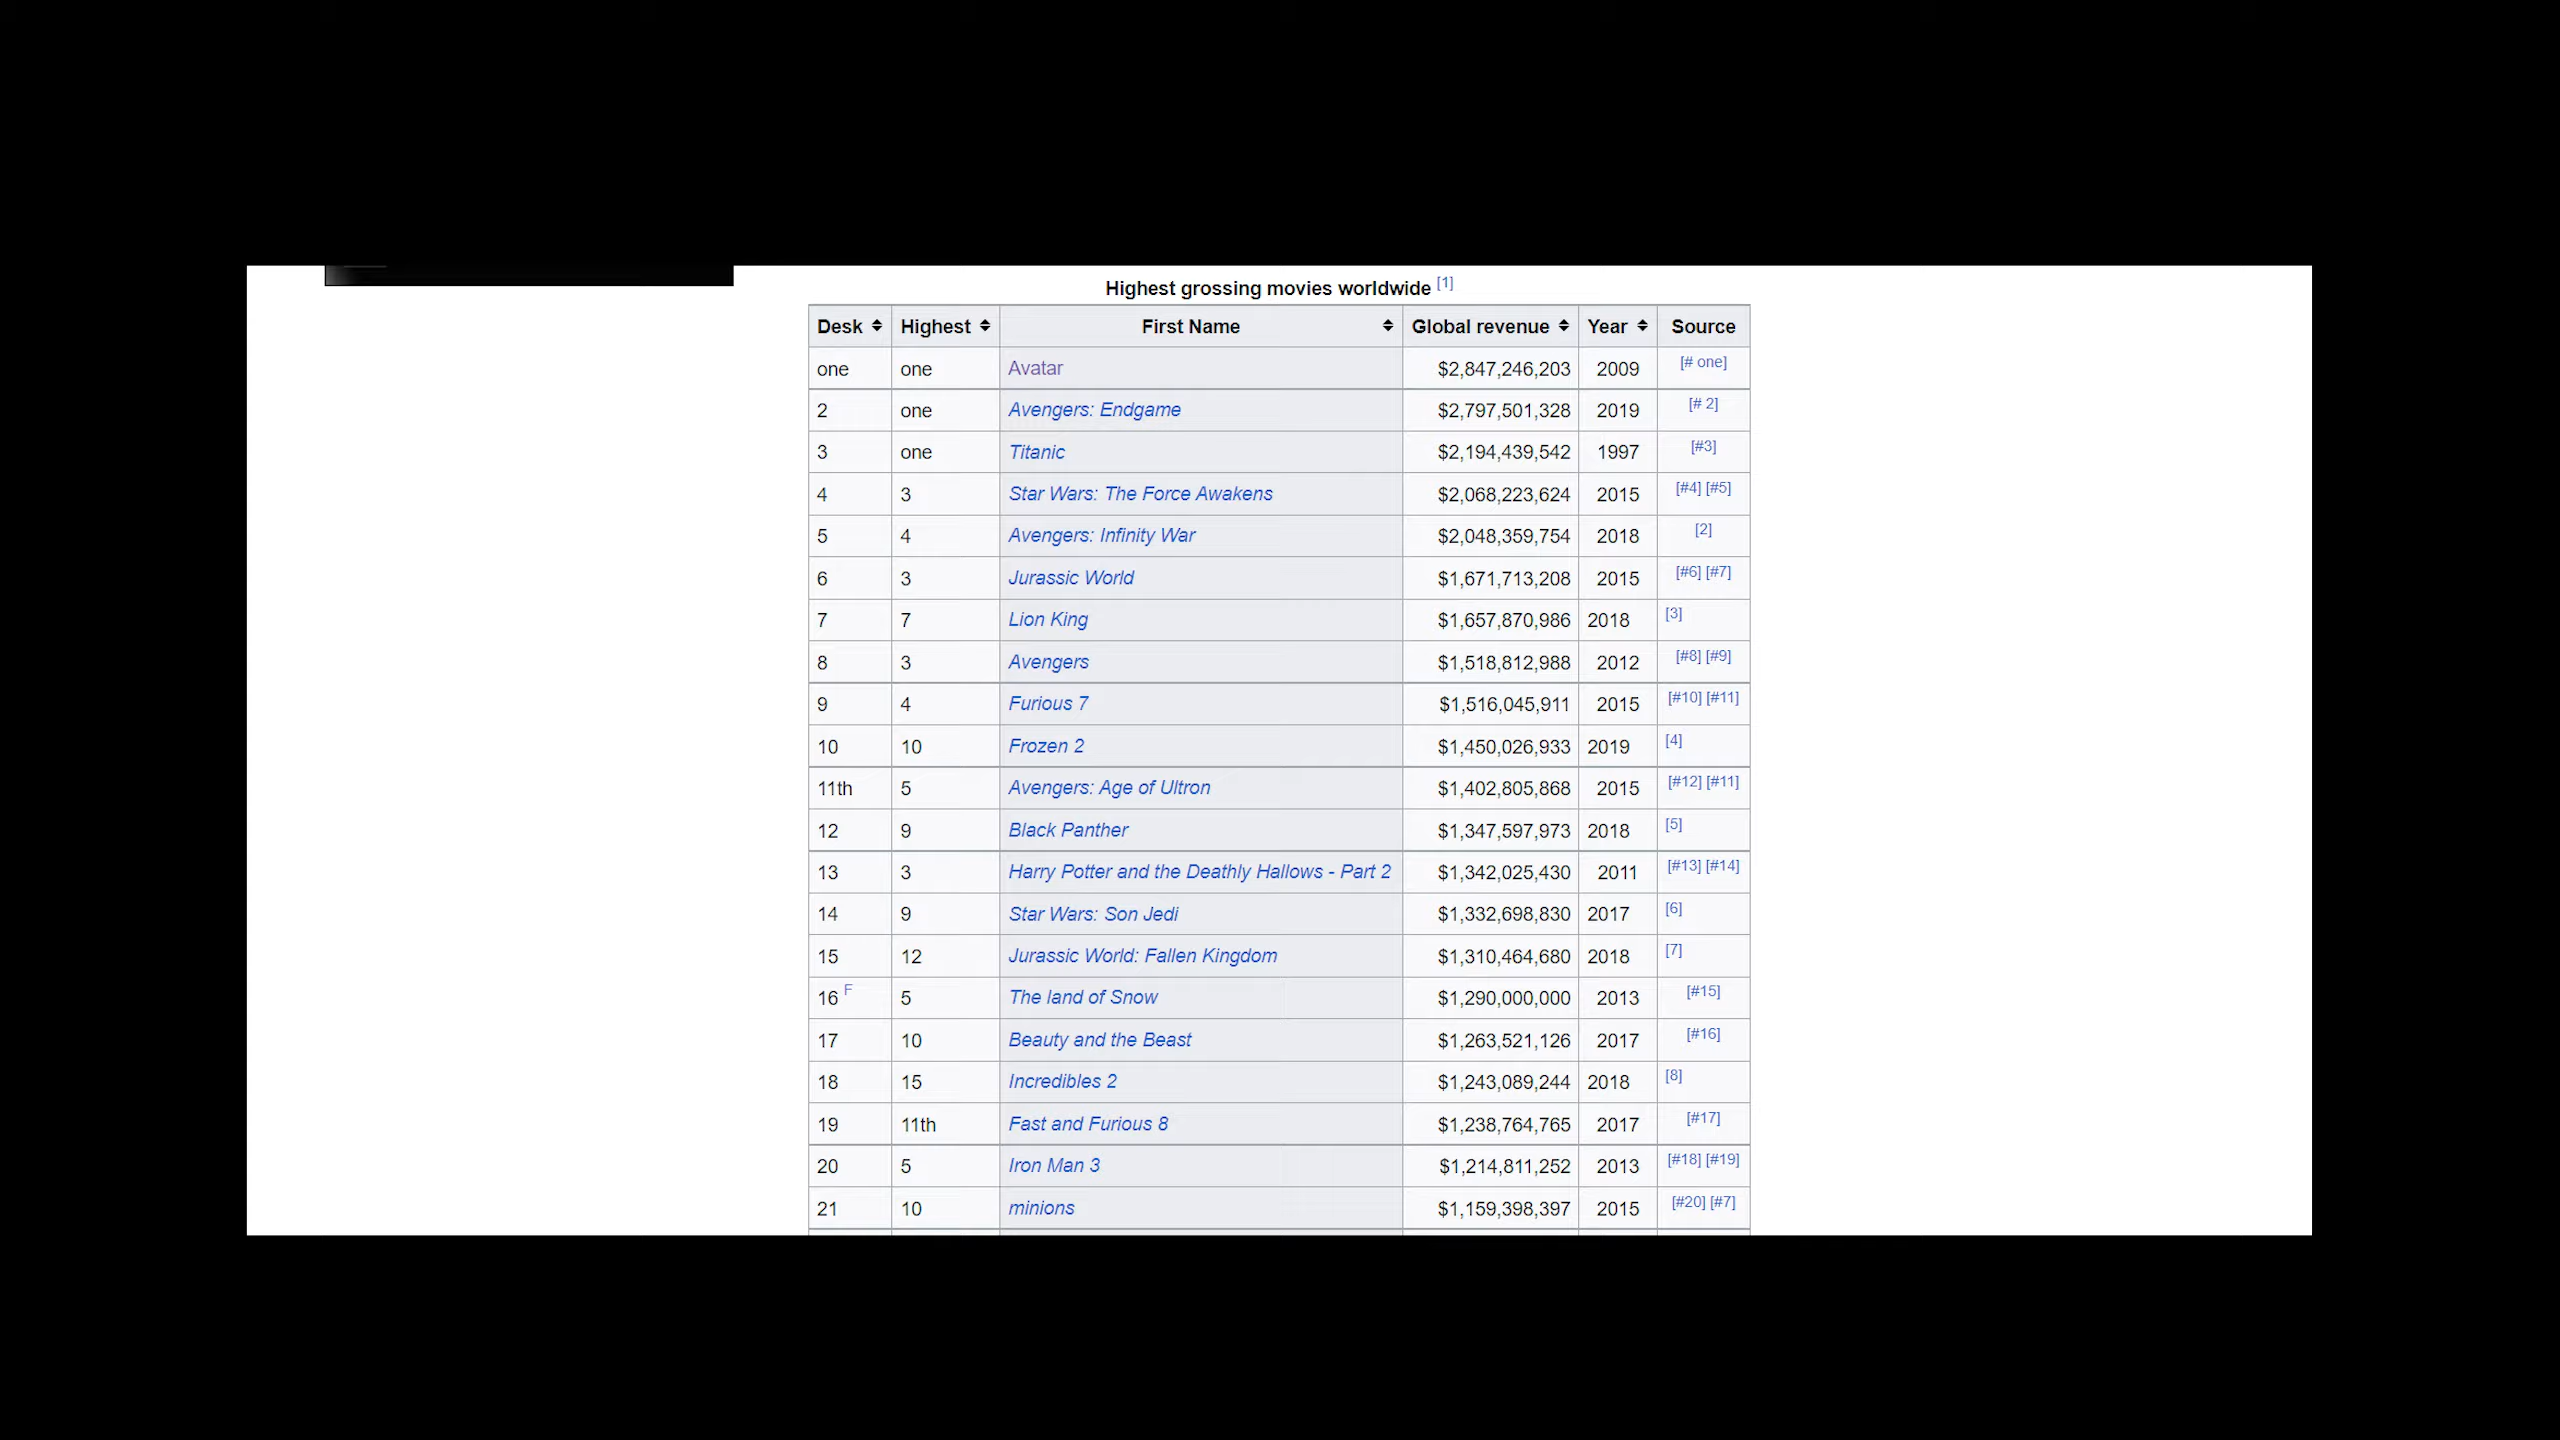 Highest grossing movies worldwide [1]
Desk Highest First Name Global revenue Year Source
one one Avatar $2,847,246,203 2009 [# one]
2 one Avengers: Endgame $2,797,501,328 2019 [# 2]
3 one Titanic $2,194,439,542 1997 [#3]
4 3 Star Wars: The Force Awakens $2,068,223,624 2015 [#4] [#5]
5 4 Avengers: Infinity War $2,048,359,754 2018 [2]
6 3 Jurassic World $1,671,713,208 2015 [#6] [#7]
7 7 Lion King $1,657,870,986 2018 [3]
8 3 Avengers $1,518,812,988 2012 [#8] [#9]
9 4 Furious 7 $1,516,045,911 2015 [#10] [#11]
10 10 Frozen 2 $1,450,026,933 2019 [4]
11th 5 Avengers: Age of Ultron $1,402,805,868 2015 [#12] [#11]
12 9 Black Panther $1,347,597,973 2018 [5]
13 3 Harry Potter and the Deathly Hallows - Part 2 $1,342,025,430 2011 [#13] [#14]
14 9 Star Wars: Son Jedi $1,332,698,830 2017 [6]
15 12 Jurassic World: Fallen Kingdom $1,310,464,680 2018 [7]
16 F 5 The land of Snow $1,290,000,000 2013 [#15]
17 10 Beauty and the Beast $1,263,521,126 2017 [#16]
18 15 Incredibles 2 $1,243,089,244 2018 [8]
19 11th Fast and Furious 8 $1,238,764,765 2017 [#17]
20 5 Iron Man 3 $1,214,811,252 2013 [#18] [#19]
21 10 minions $1,159,398,397 2015 [#20] [#7]